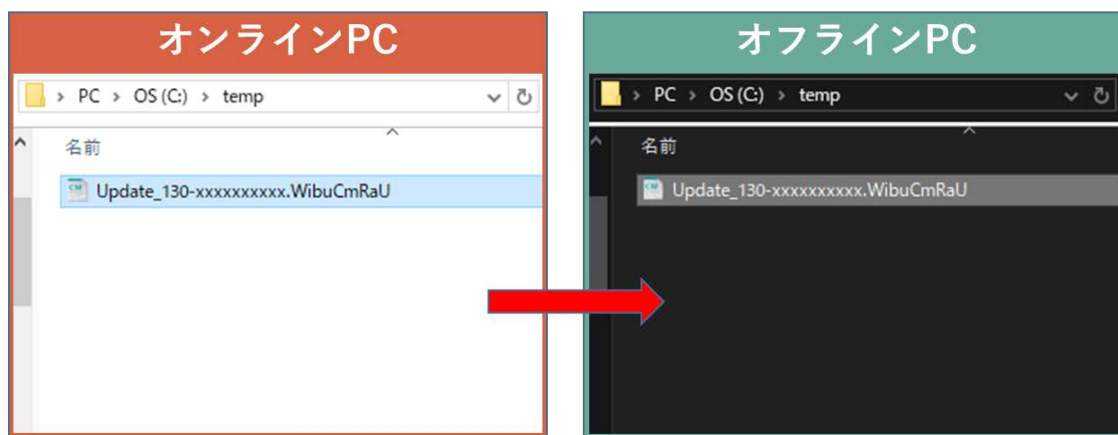 オンラインPC
PC > OS (C:) > temp
名前
Update_130-xxxxxxxxxx.WibuCmRaU
オフラインPC
PC > OS (C:) > temp
名前
Update_130-xxxxxxxxxx.WibuCmRaU